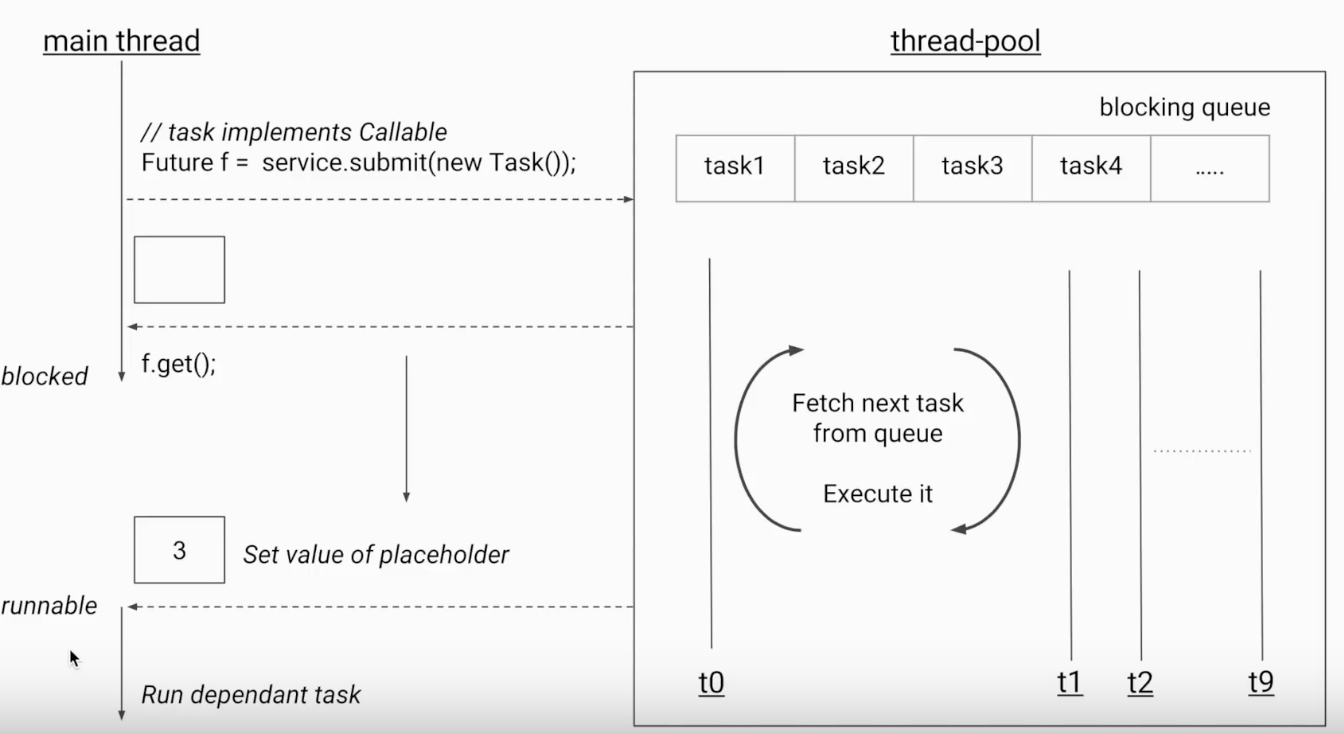 main thread
thread-pool
// task implements Callable
Future f =  service.submit(new Task());
blocking queue
task1 task2 task3 task4 .....
f.get();
blocked
Fetch next task
from queue
Execute it
3 Set value of placeholder
runnable
Run dependant task
t0 t1 t2 t9